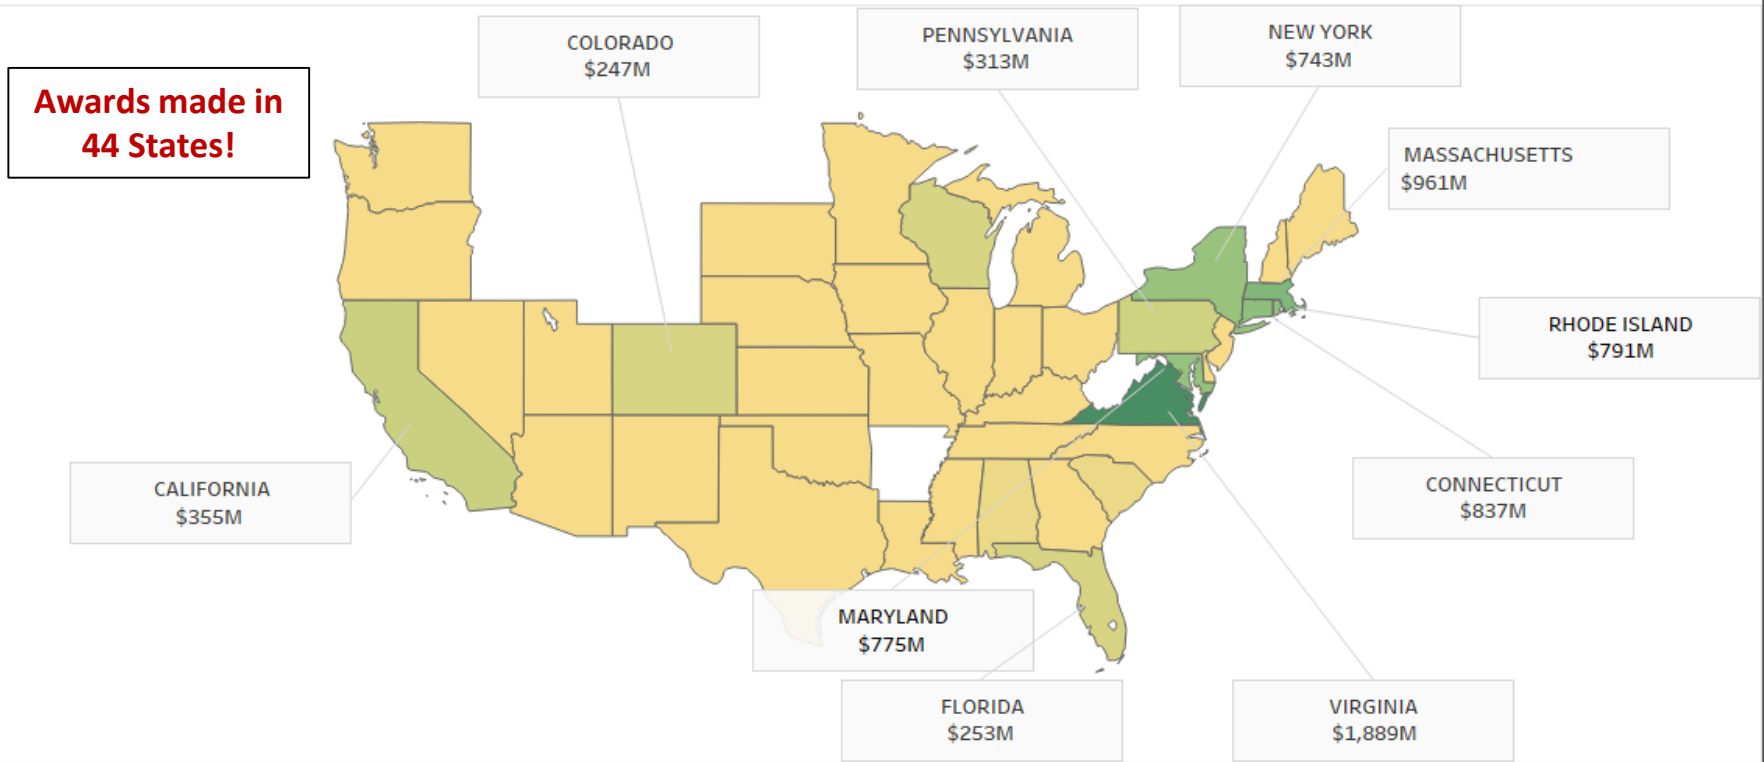 Awards made in
44 States!
COLORADO
$247M
PENNSYLVANIA
$313M
NEW YORK
$743M
MASSACHUSETTS
$961M
RHODE ISLAND
$791M
CONNECTICUT
$837M
CALIFORNIA
$355M
MARYLAND
$775M
FLORIDA
$253M
VIRGINIA
$1,889M